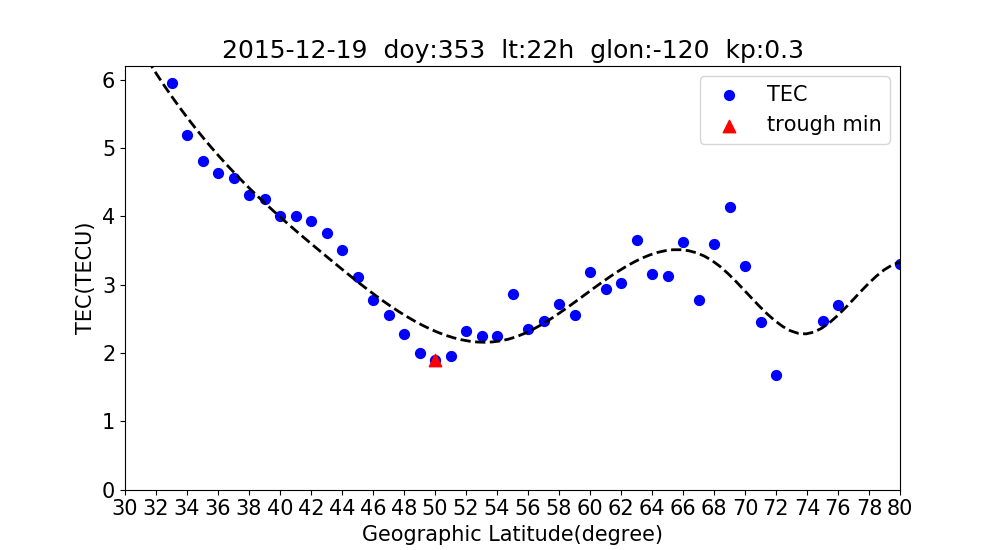 2015-12-19 doy:353 lt:22h glon:-120 kp:0.3
TEC
trough min
6
5
4
3
2
1
0
TEC(TECU)
30 32 34 36 38 40 42 44 46 48 50 52 54 56 58 60 62 64 66 68 70 72 74 76 78 80
Geographic Latitude(degree)